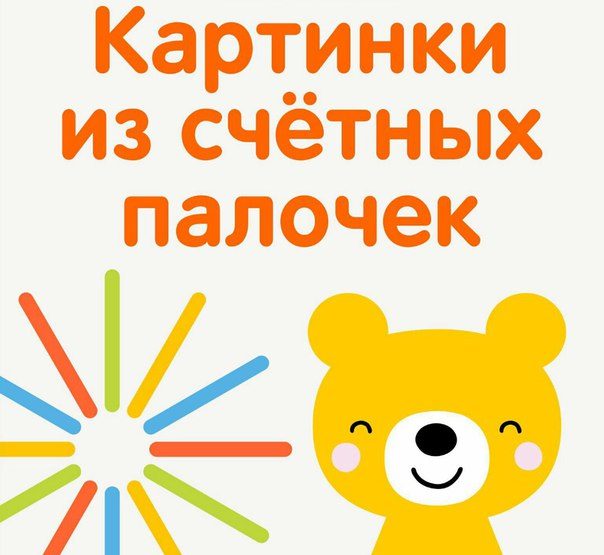 Картинки
из счётных
палочек